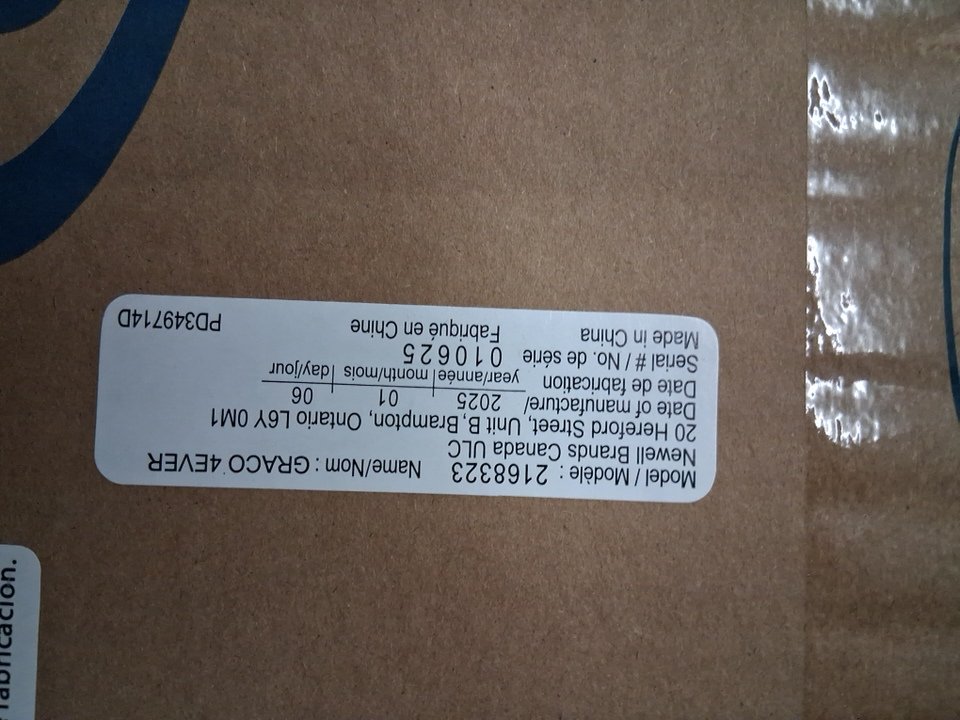 Model / Modèle : 2168323 Name/Nom : GRACO 4EVER
Newell Brands Canada ULC
20 Hereford Street, Unit B, Brampton, Ontario L6Y 0M1
Date of manufacture/ 2025 01 06
Date de fabrication year/année month/mois day/jour
Serial # / No. de série 010625
Made in China Fabriqué en Chine PD349714D
fabricación.